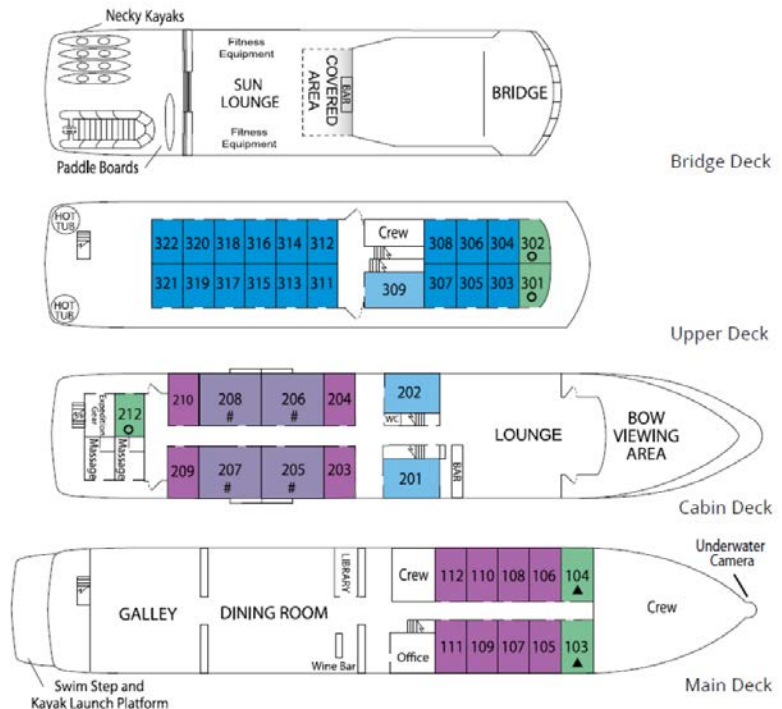 Necky Kayaks
Fitness
Equipment
SUN
LOUNGE
COVERED
AREA
BAR
BRIDGE
Fitness
Equipment
Paddle Boards
Bridge Deck
HOT
TUB
322 320 318 316 314 312
Crew
308 306 304 302
321 319 317 315 313 311
309
307 305 303 301
HOT
TUB
Upper Deck
210 208 206 204
# #
202
WC
Expedition
Gear
212
Massage
Massage
LOUNGE
BOW
VIEWING
AREA
209 207 205 203
# #
201
BAR
Cabin Deck
Underwater
Camera
LIBRARY
Crew
112 110 108 106 104
GALLEY
DINING ROOM
Crew
Wine Bar
Office
111 109 107 105 103
Main Deck
Swim Step and
Kayak Launch Platform